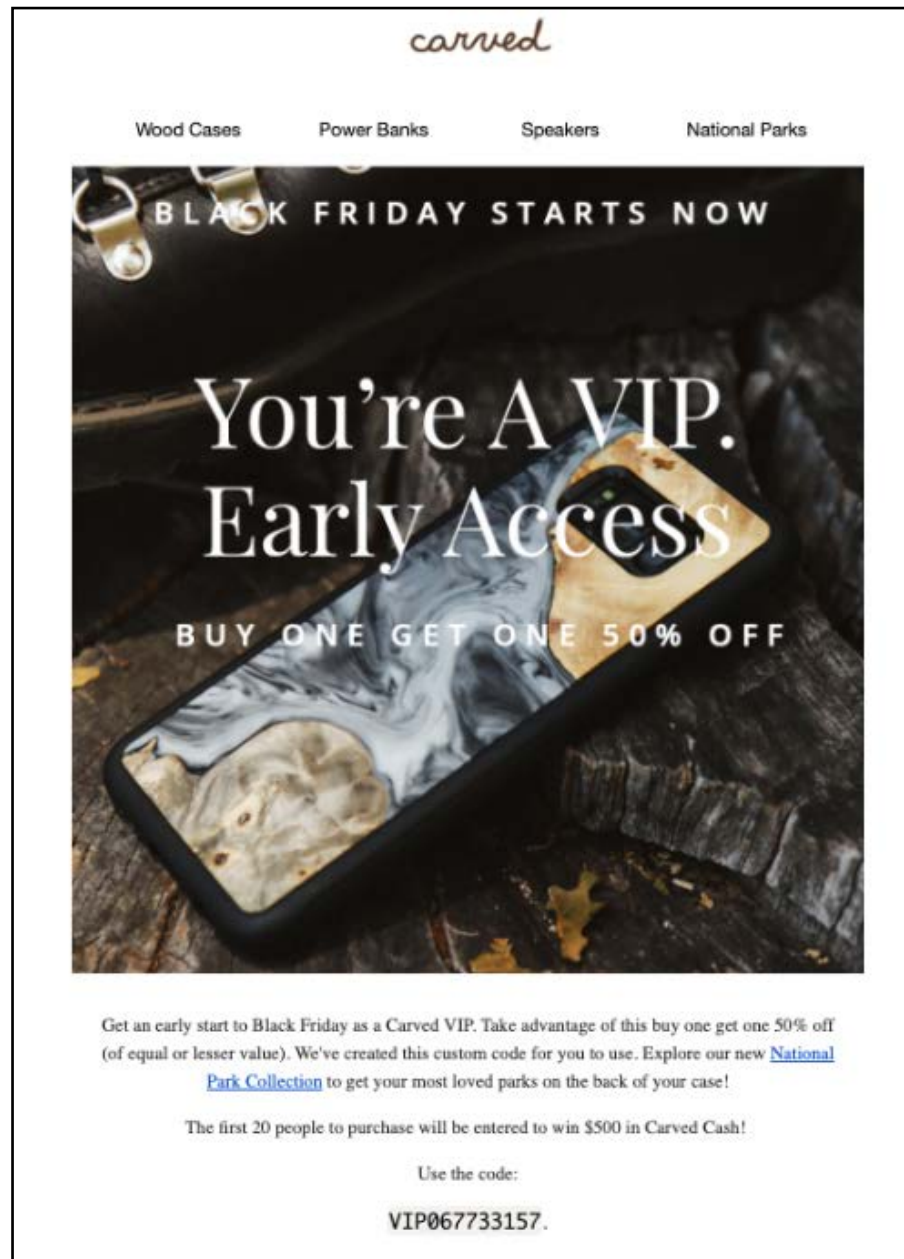 carved
Wood Cases Power Banks Speakers National Parks
BLACK FRIDAY STARTS NOW
You're A VIP.
Early Access
BUY ONE GET ONE 50% OFF
Get an early start to Black Friday as a Carved VIP. Take advantage of this buy one get one 50% off
(of equal or lesser value). We've created this custom code for you to use. Explore our new National
Park Collection to get your most loved parks on the back of your case!
The first 20 people to purchase will be entered to win $500 in Carved Cash!
Use the code:
VIP067733157.